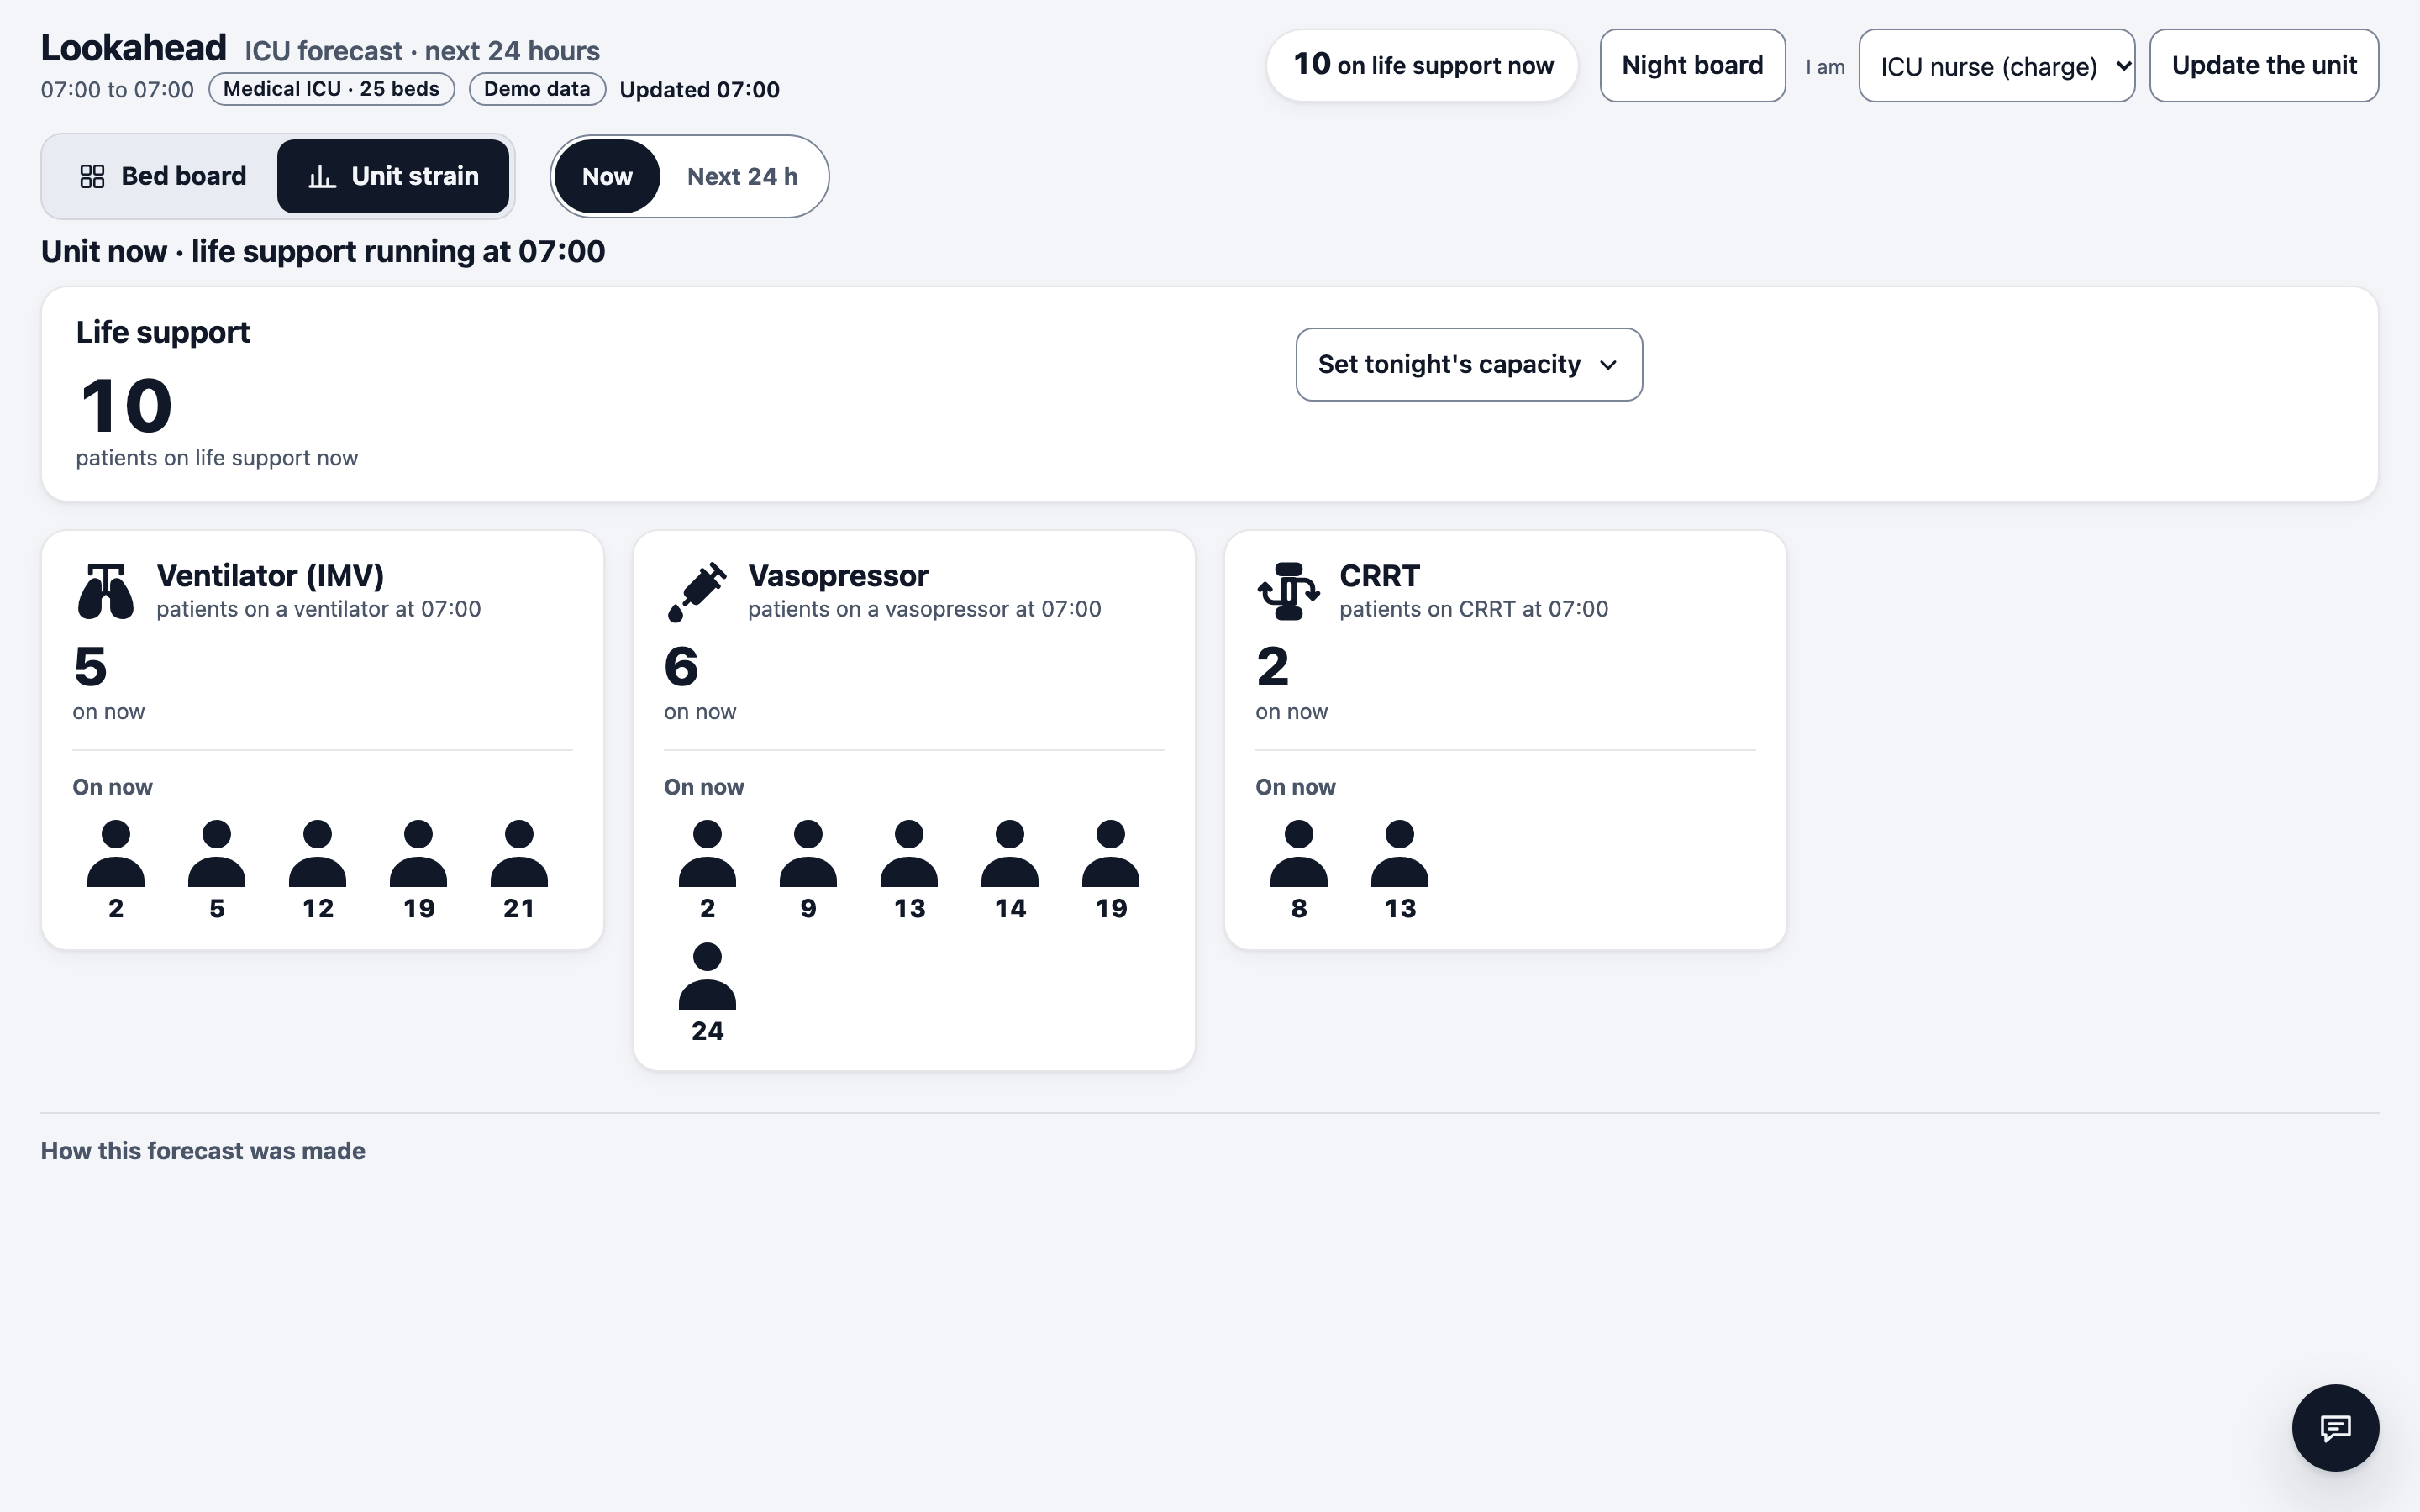 Lookahead ICU forecast · next 24 hours
07:00 to 07:00 Medical ICU · 25 beds Demo data Updated 07:00
10 on life support now Night board I am ICU nurse (charge) Update the unit
Bed board Unit strain Now Next 24 h
Unit now · life support running at 07:00
Life support
10
patients on life support now
Set tonight's capacity
Ventilator (IMV)
patients on a ventilator at 07:00
5
on now
On now
2 5 12 19 21
Vasopressor
patients on a vasopressor at 07:00
6
on now
On now
2 9 13 14 19
24
CRRT
patients on CRRT at 07:00
2
on now
On now
8 13
How this forecast was made